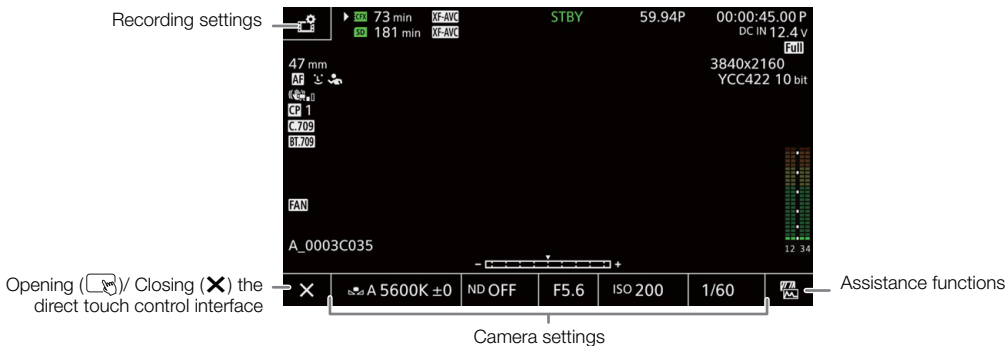 Recording settings
CFX 73 min XF-AVC STBY 59.94P 00:00:45.00 P
SD 181 min XF-AVC DC IN 12.4 V
Full
47 mm 3840x2160
AF YCC422 10 bit
CP 1
C.709
BT.709
FAN
A_0003C035 12 34
- +
Opening ( )/ Closing (✕) the
direct touch control interface
✕ A 5600K ±0 ND OFF F5.6 ISO 200 1/60
Assistance functions
Camera settings